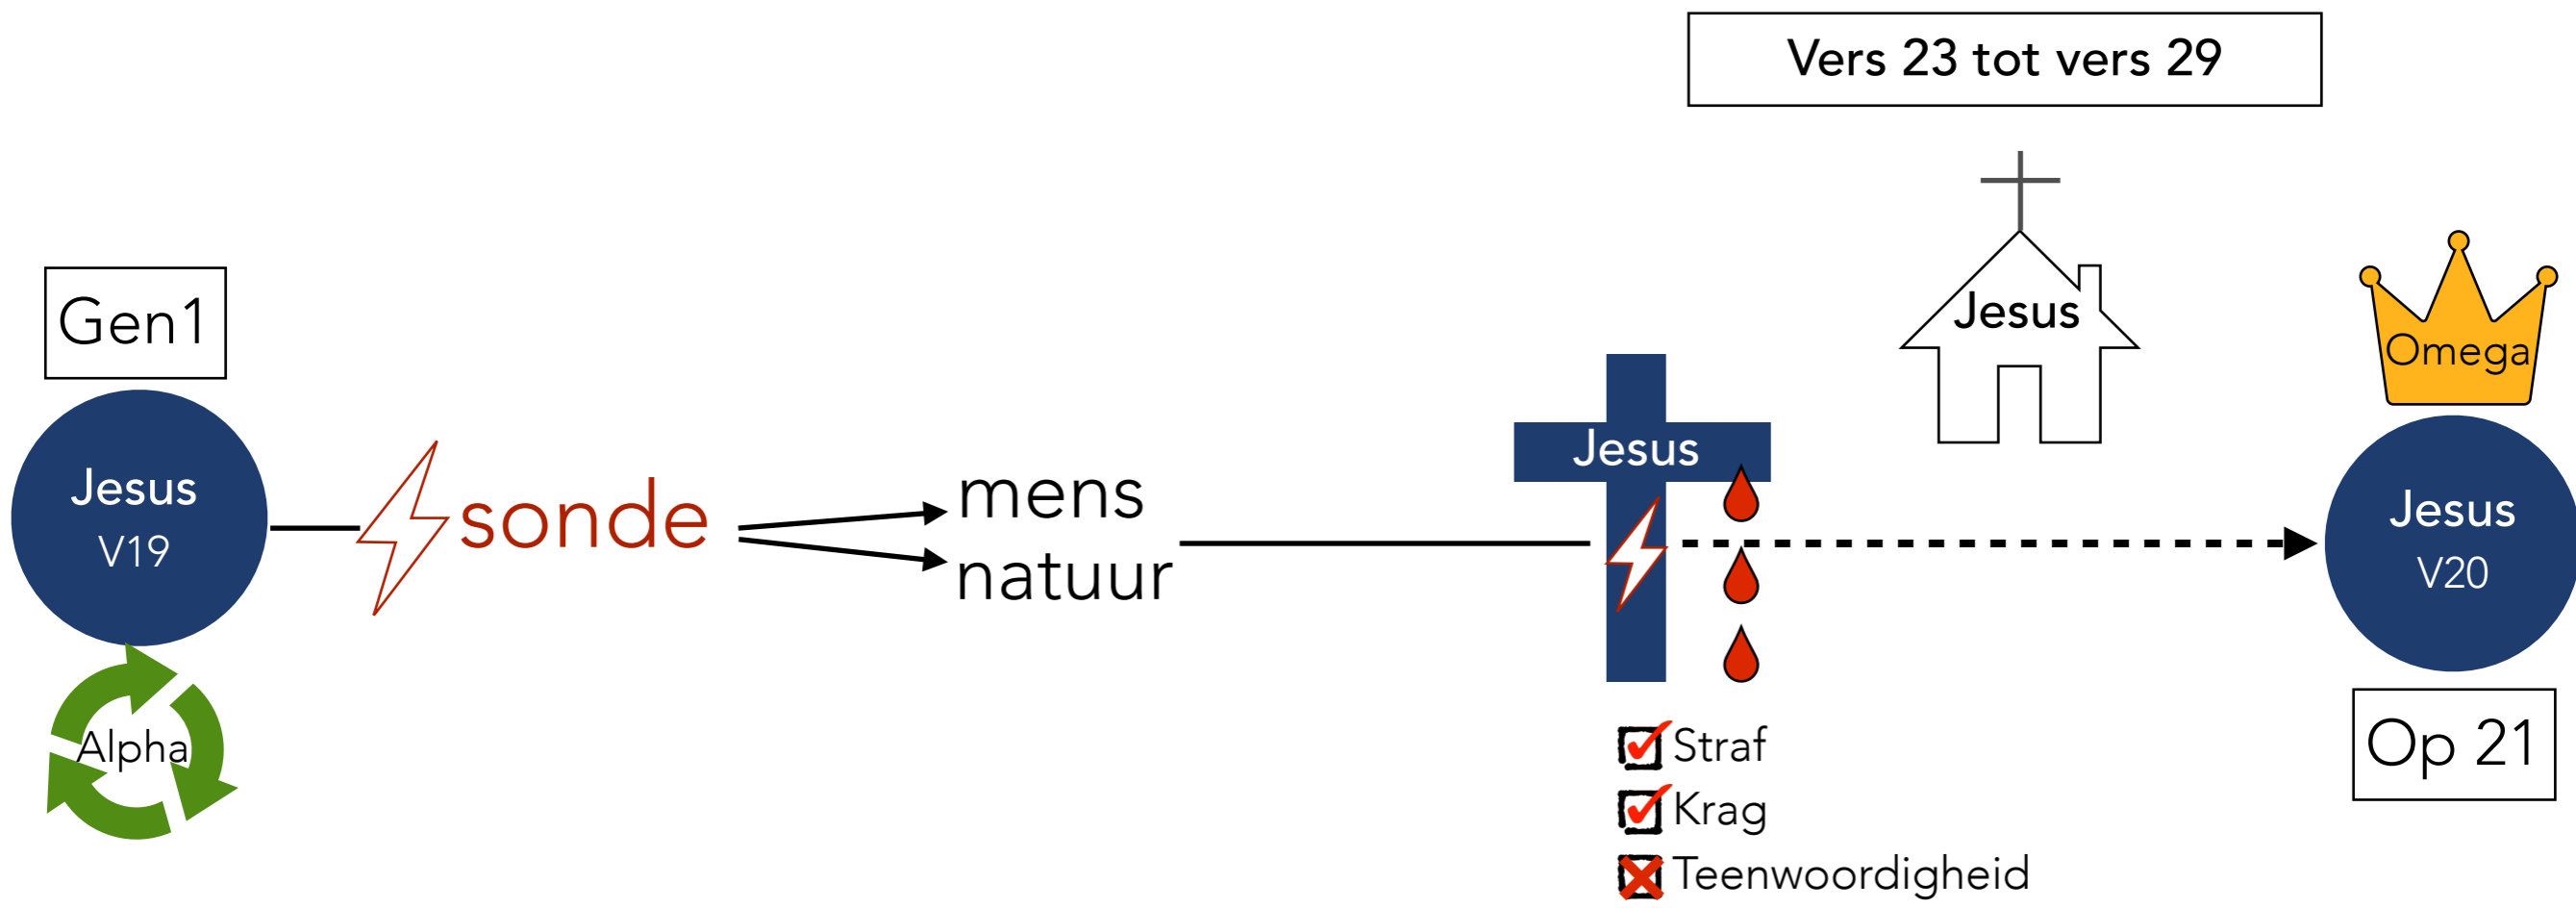 Vers 23 tot vers 29
Gen1
Jesus
V19
Alpha
sonde
mens
natuur
Jesus
Straf
Krag
Teenwoordigheid
Jesus
Omega
Jesus
V20
Op 21